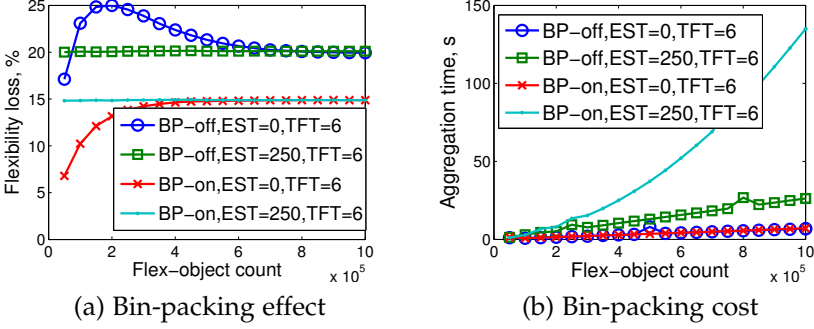 Flexibility loss, %
25
20
15
10
5
0
BP−off,EST=0,TFT=6
BP−off,EST=250,TFT=6
BP−on,EST=0,TFT=6
BP−on,EST=250,TFT=6
0 2 4 6 8 10
x 10^5
Flex−object count
(a) Bin-packing effect
Aggregation time, s
150
100
50
0
BP−off,EST=0,TFT=6
BP−off,EST=250,TFT=6
BP−on,EST=0,TFT=6
BP−on,EST=250,TFT=6
0 2 4 6 8 10
x 10^5
Flex−object count
(b) Bin-packing cost